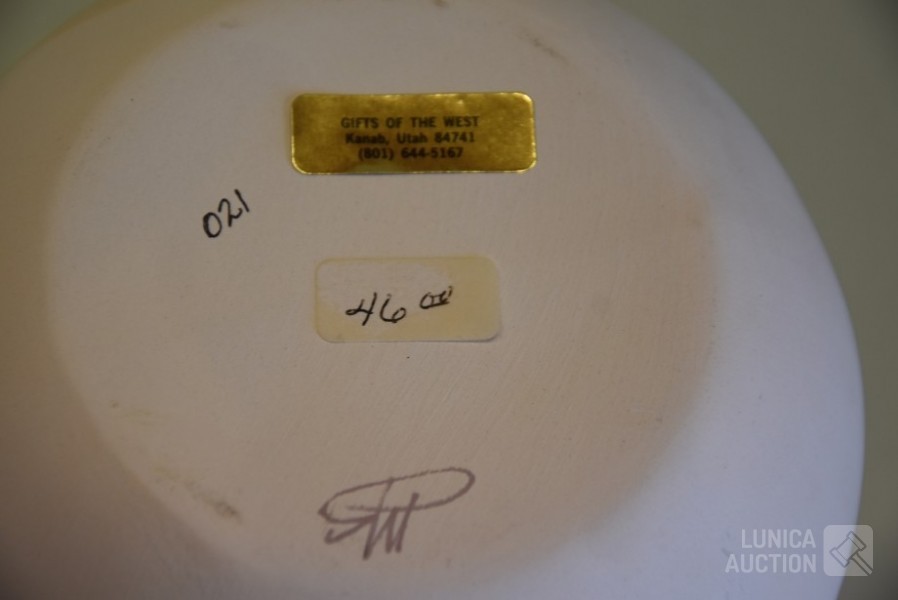 GIFTS OF THE WEST
Kanab, Utah 84741
(801) 644-5167
021
46 00
LUNICA
AUCTION